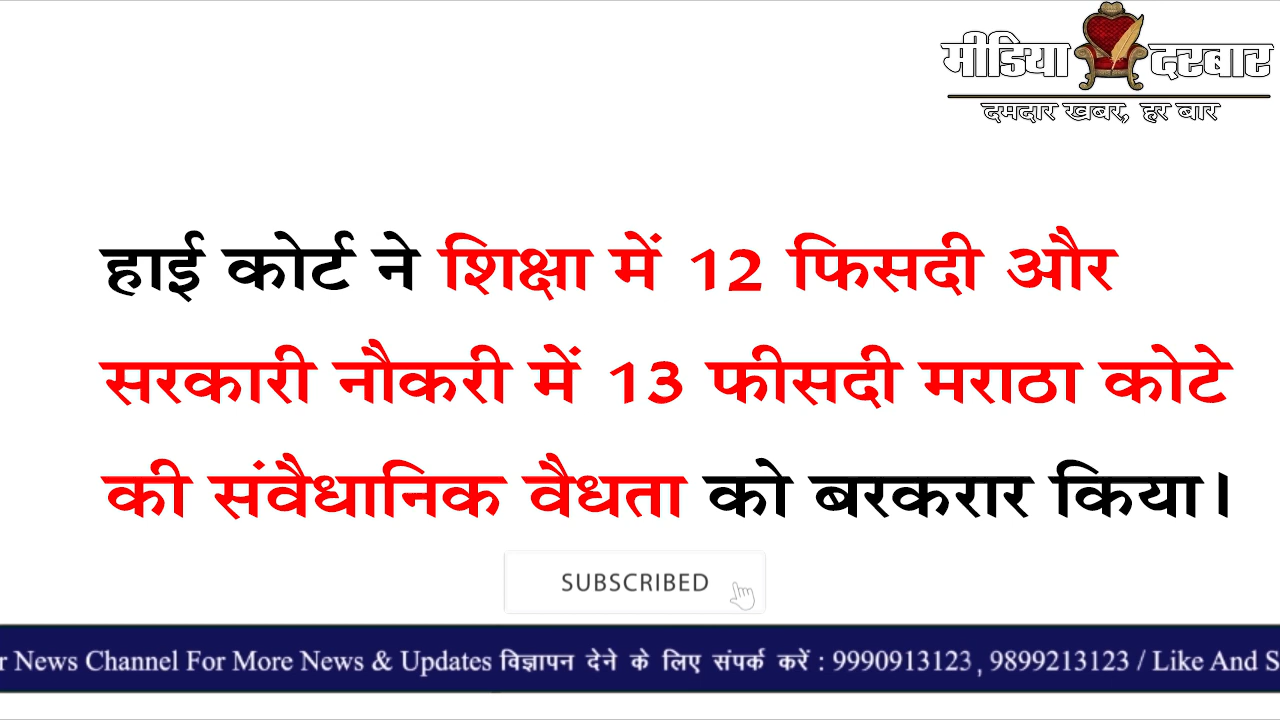 मीडिया दरबार
दमदार खबर, हर बार
हाई कोर्ट ने शिक्षा में 12 फिसदी और
सरकारी नौकरी में 13 फीसदी मराठा कोटे
की संवैधानिक वैधता को बरकरार किया।
SUBSCRIBED
r News Channel For More News & Updates विज्ञापन देने के लिए संपर्क करें : 9990913123, 9899213123 / Like And S